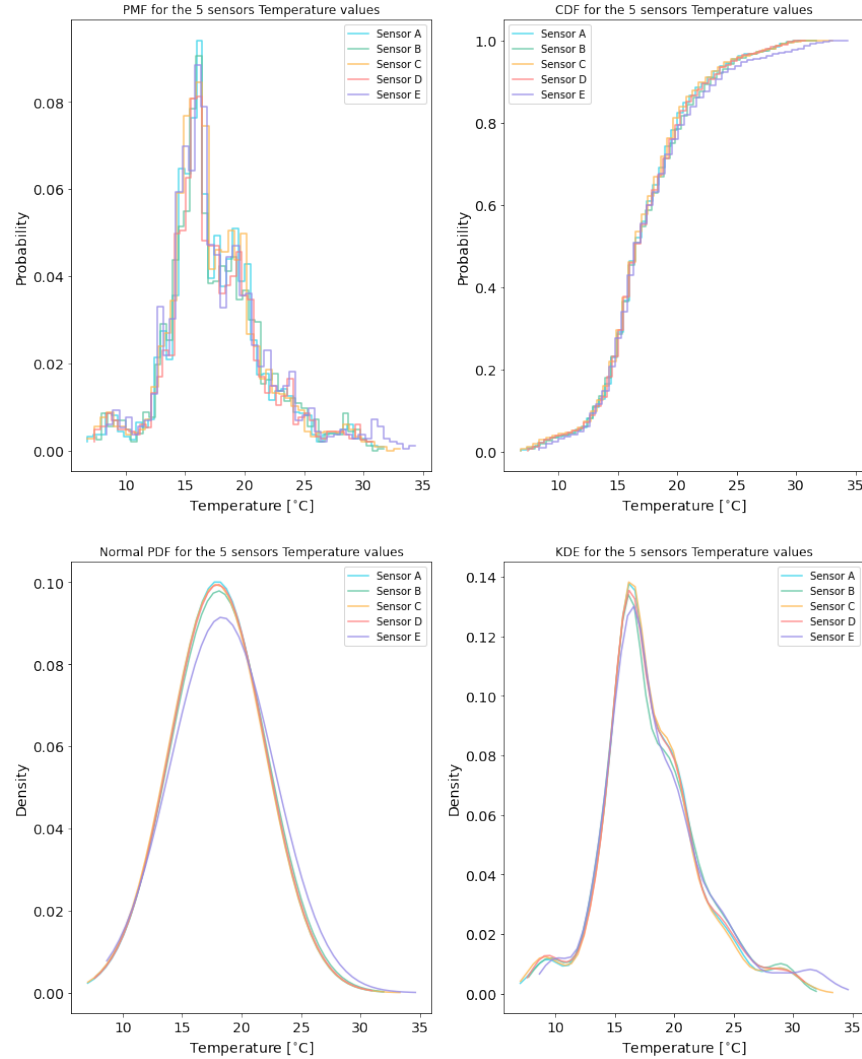 PMF for the 5 sensors Temperature values
0.08
0.06
0.04
0.02
0.00
Probability
10
15
20
25
30
35
Temperature [˚C]
Sensor A
Sensor B
Sensor C
Sensor D
Sensor E
CDF for the 5 sensors Temperature values
1.0
0.8
0.6
0.4
0.2
0.0
Probability
10
15
20
25
30
35
Temperature [˚C]
Sensor A
Sensor B
Sensor C
Sensor D
Sensor E
Normal PDF for the 5 sensors Temperature values
0.10
0.08
0.06
0.04
0.02
0.00
Density
10
15
20
25
30
35
Temperature [˚C]
Sensor A
Sensor B
Sensor C
Sensor D
Sensor E
KDE for the 5 sensors Temperature values
0.14
0.12
0.10
0.08
0.06
0.04
0.02
0.00
Density
10
15
20
25
30
35
Temperature [˚C]
Sensor A
Sensor B
Sensor C
Sensor D
Sensor E